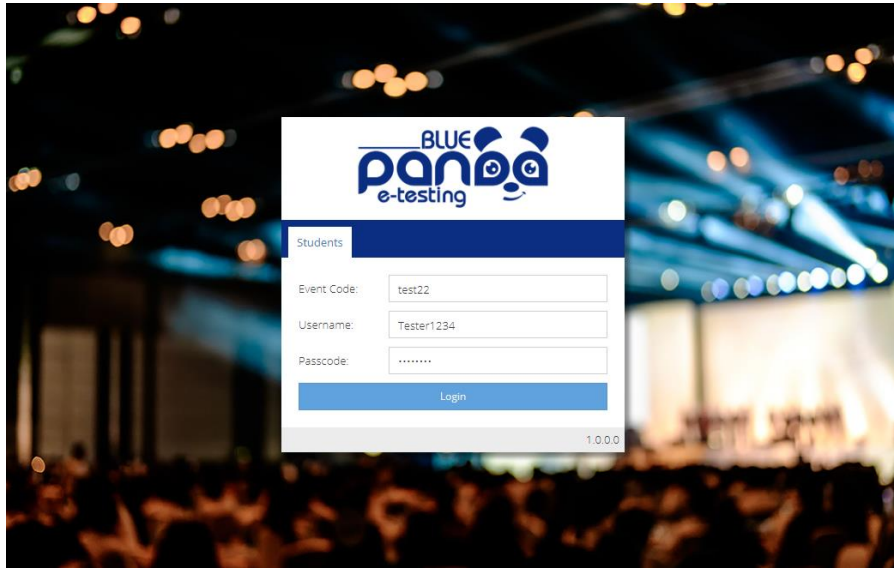 BLUE
panda
e-testing
Students
Event Code: test22
Username: Tester1234
Passcode: ••••••••
Login
1.0.0.0